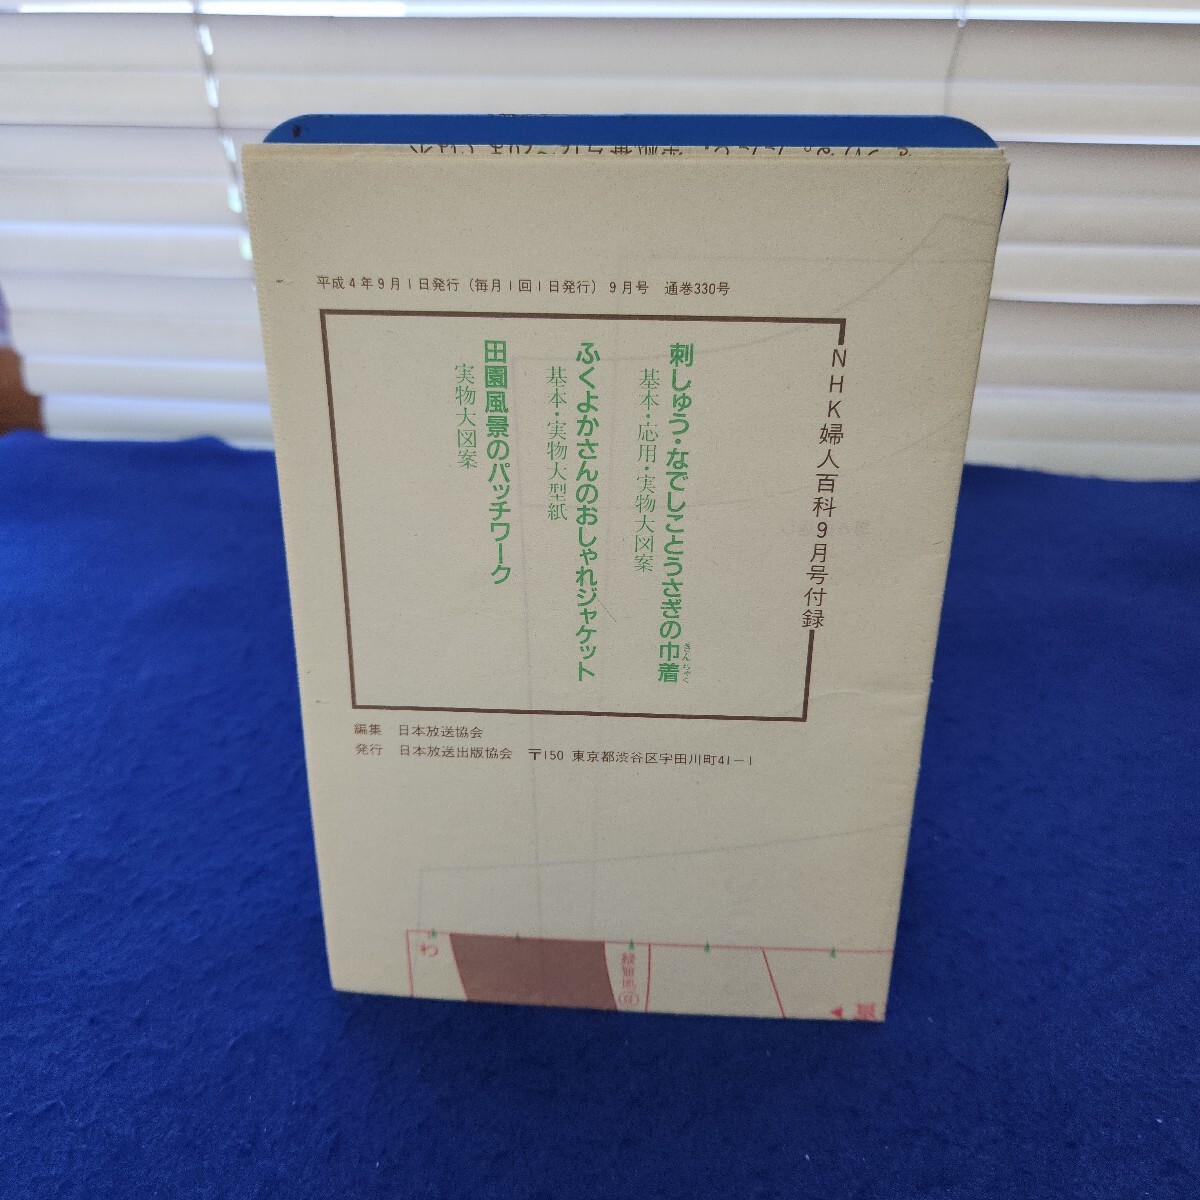 平成4年9月1日発行（毎月1回1日発行）9月号 通巻330号
NHK婦人百科9月号付録
刺しゅう・なでしことうさぎの巾着
きんちゃく
基本・応用・実物大図案
ふくよかさんのおしゃれジャケット
基本・実物大型紙
田園風景のパッチワーク
実物大図案
編集 日本放送協会
発行 日本放送出版協会 〒150 東京都渋谷区宇田川町41-1
わ